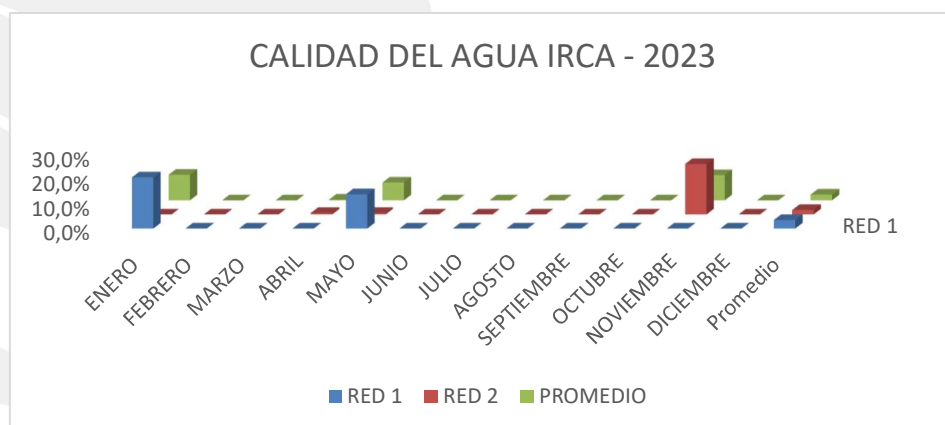 CALIDAD DEL AGUA IRCA - 2023
30,0%
20,0%
10,0%
0,0%
RED 1
ENERO
FEBRERO
MARZO
ABRIL
MAYO
JUNIO
JULIO
AGOSTO
SEPTIEMBRE
OCTUBRE
NOVIEMBRE
DICIEMBRE
Promedio
RED 1 RED 2 PROMEDIO